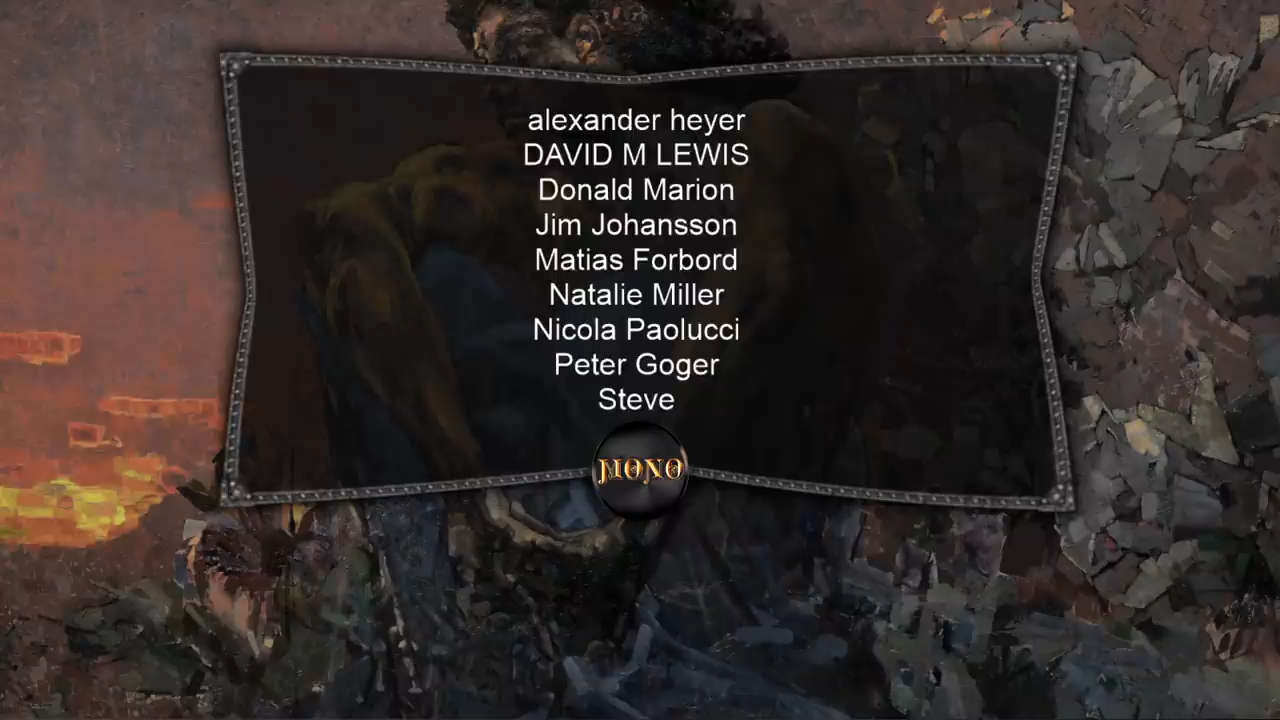 alexander heyer
DAVID M LEWIS
Donald Marion
Jim Johansson
Matias Forbord
Natalie Miller
Nicola Paolucci
Peter Goger
Steve
MONO